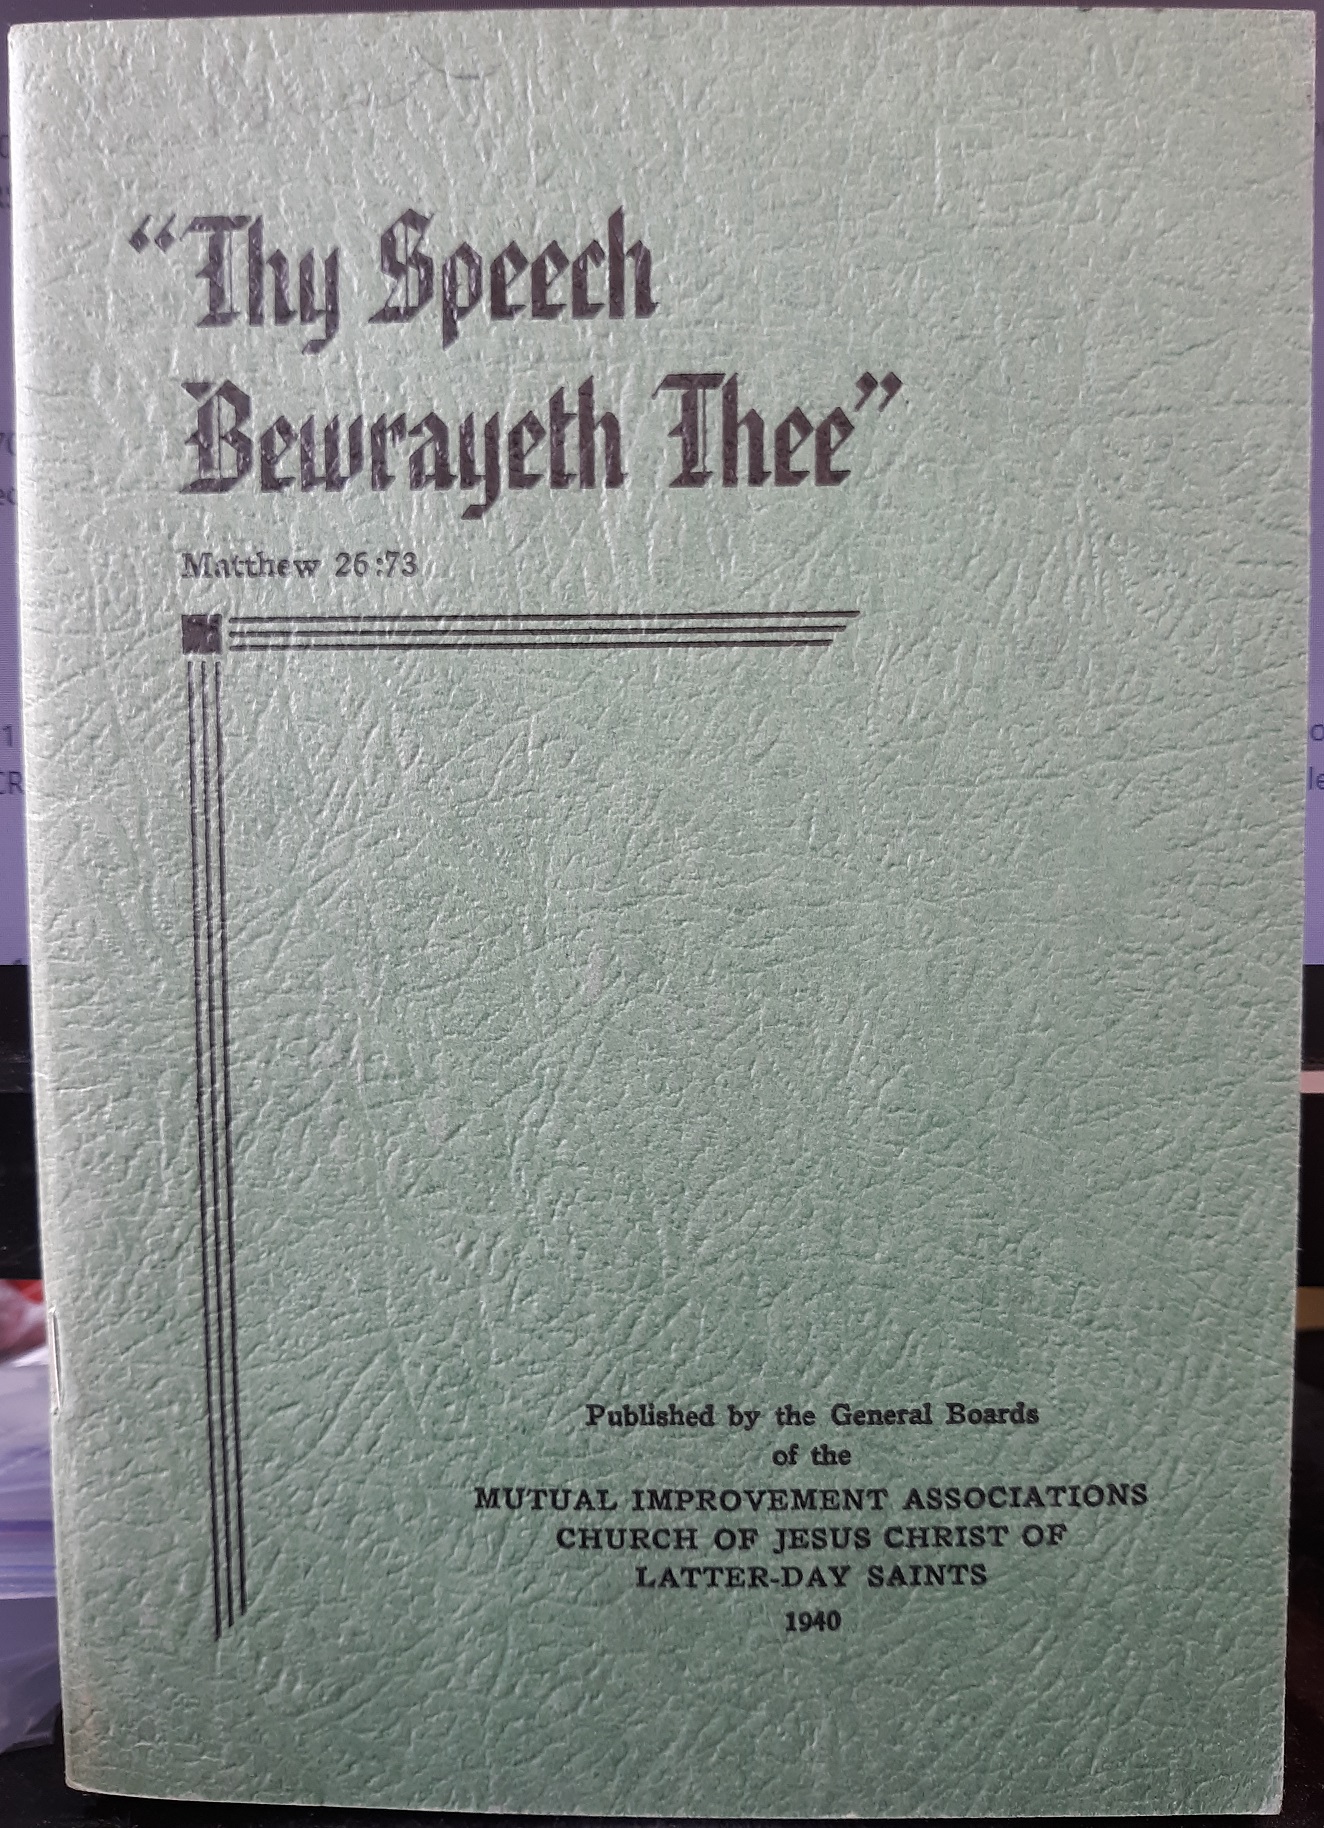 “Thy Speech
Bewrayeth Thee”
Matthew 26:73
Published by the General Boards
of the
MUTUAL IMPROVEMENT ASSOCIATIONS
CHURCH OF JESUS CHRIST OF
LATTER-DAY SAINTS
1940